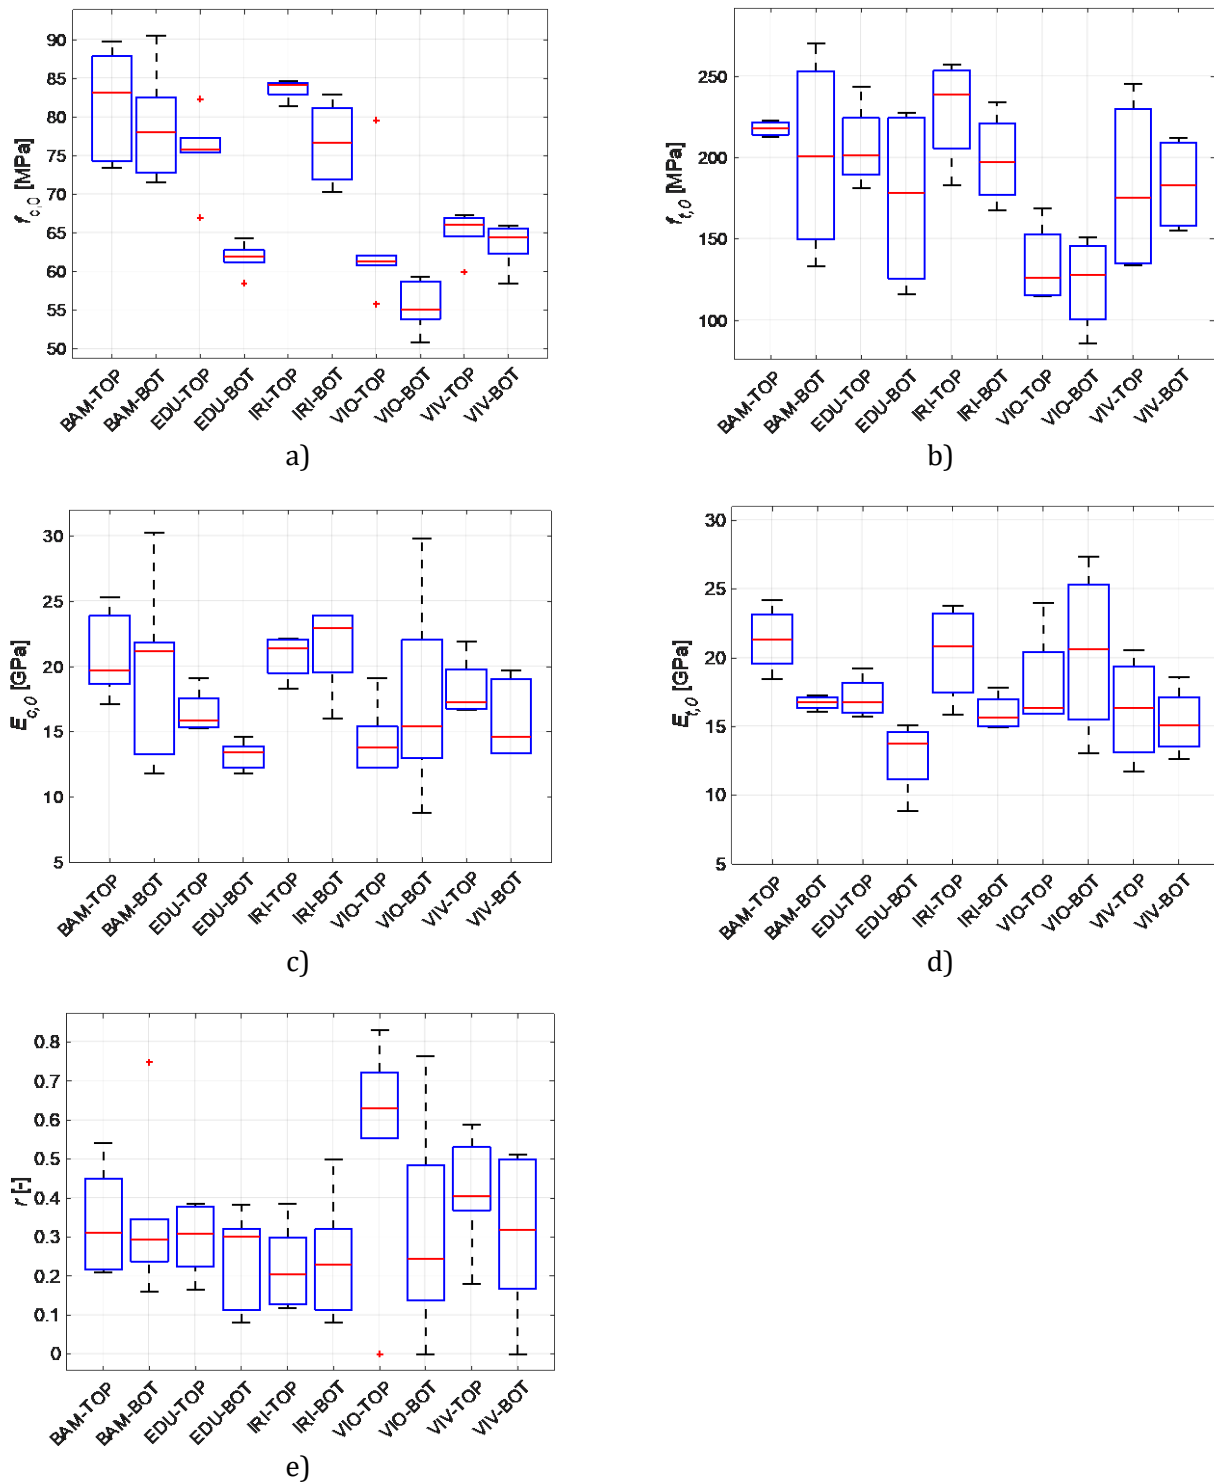 f_{c,0} [MPa]
90
85
80
75
70
65
60
55
50
BAM-TOP
BAM-BOT
EDU-TOP
EDU-BOT
IRI-TOP
IRI-BOT
VIO-TOP
VIO-BOT
VIV-TOP
VIV-BOT
a)
f_{t,0} [MPa]
250
200
150
100
BAM-TOP
BAM-BOT
EDU-TOP
EDU-BOT
IRI-TOP
IRI-BOT
VIO-TOP
VIO-BOT
VIV-TOP
VIV-BOT
b)
E_{c,0} [GPa]
30
25
20
15
10
5
BAM-TOP
BAM-BOT
EDU-TOP
EDU-BOT
IRI-TOP
IRI-BOT
VIO-TOP
VIO-BOT
VIV-TOP
VIV-BOT
c)
E_{t,0} [GPa]
30
25
20
15
10
5
BAM-TOP
BAM-BOT
EDU-TOP
EDU-BOT
IRI-TOP
IRI-BOT
VIO-TOP
VIO-BOT
VIV-TOP
VIV-BOT
d)
r [-]
0.8
0.7
0.6
0.5
0.4
0.3
0.2
0.1
0
BAM-TOP
BAM-BOT
EDU-TOP
EDU-BOT
IRI-TOP
IRI-BOT
VIO-TOP
VIO-BOT
VIV-TOP
VIV-BOT
e)